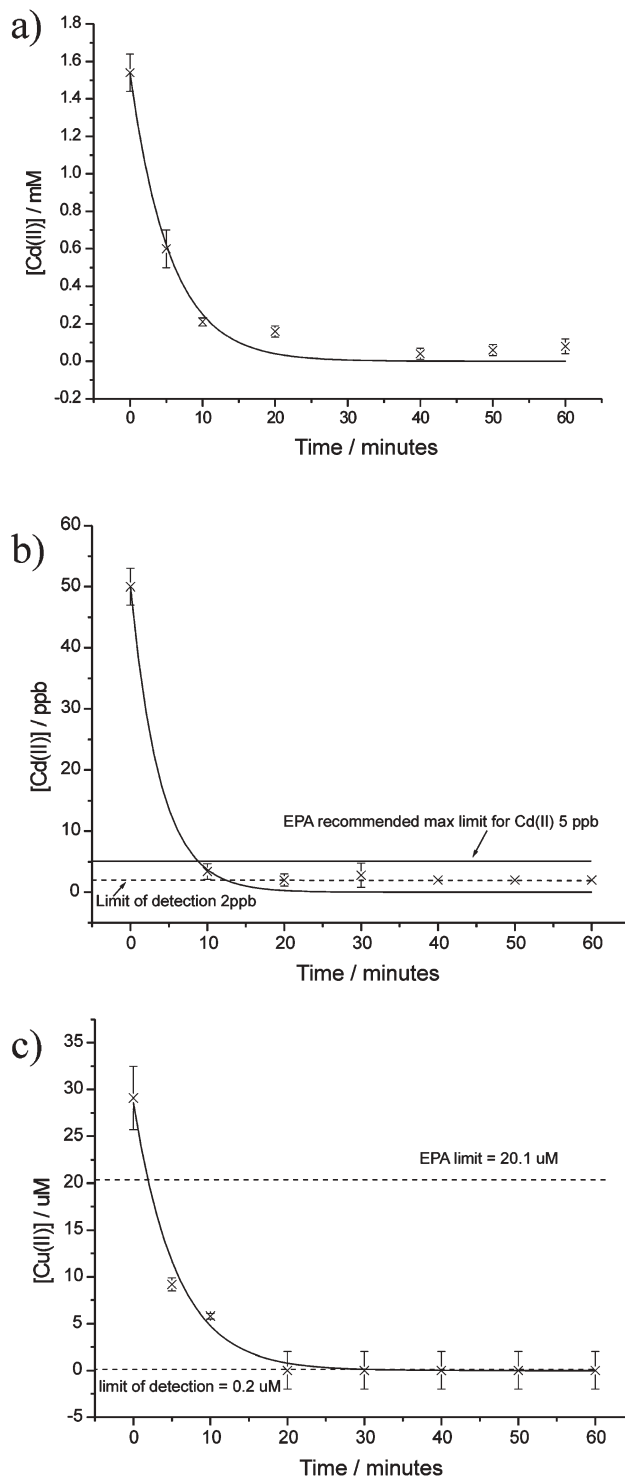 a)
1.8
1.6
1.4
1.2
1.0
0.8
0.6
0.4
0.2
0.0
-0.2
[Cd(II)] / mM
0 10 20 30 40 50 60
Time / minutes
b)
60
50
40
30
20
10
0
[Cd(II)] / ppb
EPA recommended max limit for Cd(II) 5 ppb
Limit of detection 2ppb
0 10 20 30 40 50 60
Time / minutes
c)
35
30
25
20
15
10
5
0
-5
[Cu(II)] / uM
EPA limit = 20.1 uM
limit of detection = 0.2 uM
0 10 20 30 40 50 60
Time / minutes